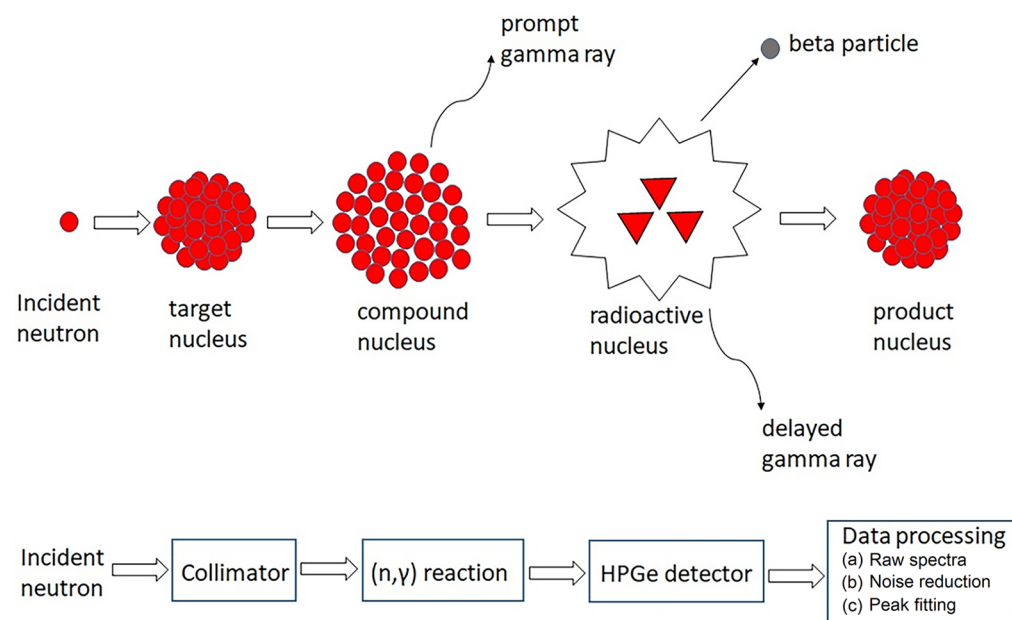 prompt
gamma ray
beta particle
Incident
neutron
target
nucleus
compound
nucleus
radioactive
nucleus
product
nucleus
delayed
gamma ray
Incident
neutron
Collimator
(n,γ) reaction
HPGe detector
Data processing
(a) Raw spectra
(b) Noise reduction
(c) Peak fitting